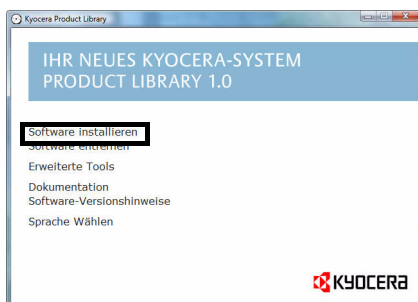 Kyocera Product Library
IHR NEUES KYOCERA-SYSTEM
PRODUCT LIBRARY 1.0
Software installieren
Software entfernen
Erweiterte Tools
Dokumentation
Software-Versionshinweise
Sprache Wählen
KYOCERA